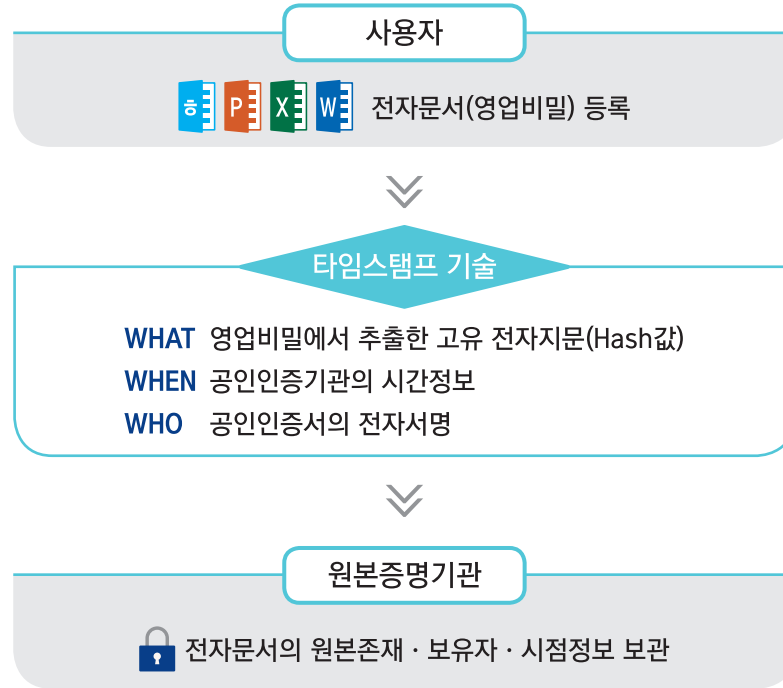 사용자
ㅎ P X W 전자문서(영업비밀) 등록
타임스탬프 기술
WHAT 영업비밀에서 추출한 고유 전자지문(Hash값)
WHEN 공인인증기관의 시간정보
WHO 공인인증서의 전자서명
원본증명기관
전자문서의 원본존재 · 보유자 · 시점정보 보관